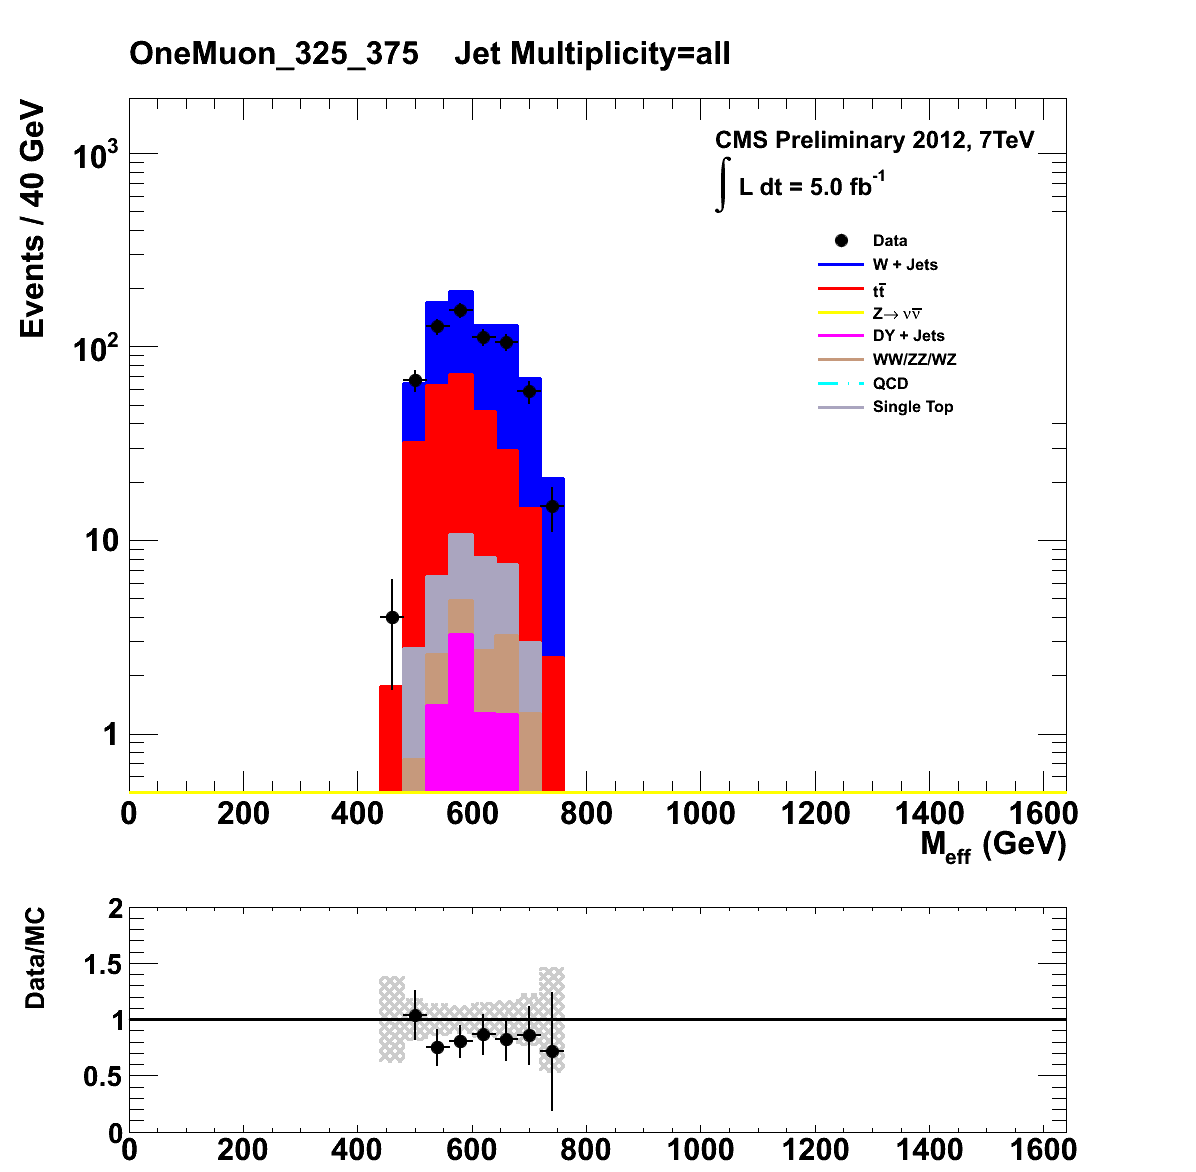 OneMuon_325_375    Jet Multiplicity=all
Events / 40 GeV
10³
10²
10
1
CMS Preliminary 2012, 7TeV
∫ L dt = 5.0 fb⁻¹
Data
W + Jets
tt̅
Z→ νν̅
DY + Jets
WW/ZZ/WZ
QCD
Single Top
0 200 400 600 800 1000 1200 1400 1600
M_eff (GeV)
Data/MC
2
1.5
1
0.5
0
0 200 400 600 800 1000 1200 1400 1600